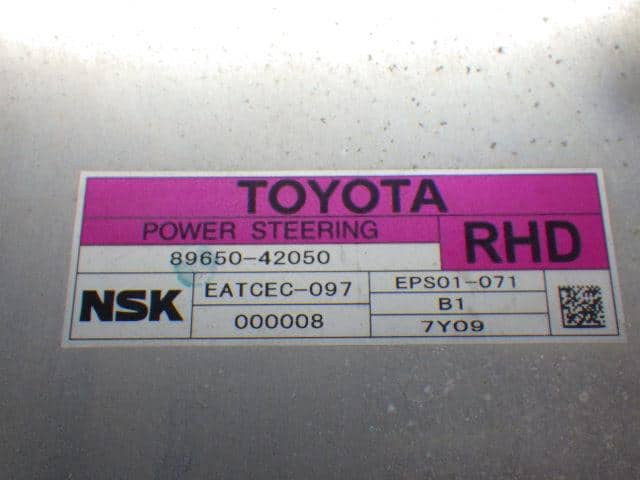 TOYOTA
POWER STEERING
RHD
89650-42050
NSK
EATCEC-097
EPS01-071
B1
000008
7Y09